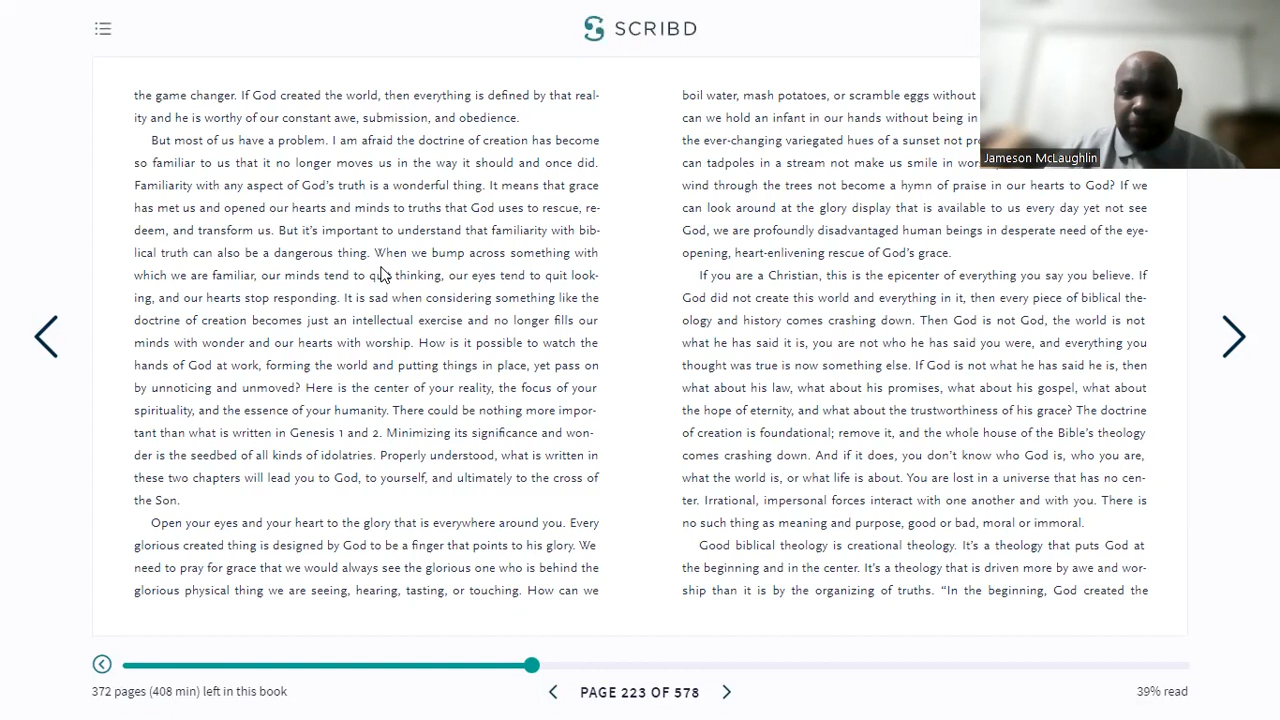 SCRIBD
the game changer. If God created the world, then everything is defined by that real-
ity and he is worthy of our constant awe, submission, and obedience.
But most of us have a problem. I am afraid the doctrine of creation has become
so familiar to us that it no longer moves us in the way it should and once did.
Familiarity with any aspect of God's truth is a wonderful thing. It means that grace
has met us and opened our hearts and minds to truths that God uses to rescue, re-
deem, and transform us. But it's important to understand that familiarity with bib-
lical truth can also be a dangerous thing. When we bump across something with
which we are familiar, our minds tend to quit thinking, our eyes tend to quit look-
ing, and our hearts stop responding. It is sad when considering something like the
doctrine of creation becomes just an intellectual exercise and no longer fills our
minds with wonder and our hearts with worship. How is it possible to watch the
hands of God at work, forming the world and putting things in place, yet pass on
by unnoticing and unmoved? Here is the center of your reality, the focus of your
spirituality, and the essence of your humanity. There could be nothing more impor-
tant than what is written in Genesis 1 and 2. Minimizing its significance and won-
der is the seedbed of all kinds of idolatries. Properly understood, what is written in
these two chapters will lead you to God, to yourself, and ultimately to the cross of
the Son.
Open your eyes and your heart to the glory that is everywhere around you. Every
glorious created thing is designed by God to be a finger that points to his glory. We
need to pray for grace that we would always see the glorious one who is behind the
glorious physical thing we are seeing, hearing, tasting, or touching. How can we
boil water, mash potatoes, or scramble eggs without
can we hold an infant in our hands without being in
the ever-changing variegated hues of a sunset not
can tadpoles in a stream not make us smile in
wind through the trees not become a hymn of praise in our hearts to God? If we
can look around at the glory display that is available to us every day yet not see
God, we are profoundly disadvantaged human beings in desperate need of the eye-
opening, heart-enlivening rescue of God's grace.
If you are a Christian, this is the epicenter of everything you say you believe. If
God did not create this world and everything in it, then every piece of biblical the-
ology and history comes crashing down. Then God is not God, the world is not
what he has said it is, you are not who he has said you were, and everything you
thought was true is now something else. If God is not what he has said he is, then
what about his law, what about his promises, what about his gospel, what about
the hope of eternity, and what about the trustworthiness of his grace? The doctrine
of creation is foundational; remove it, and the whole house of the Bible's theology
comes crashing down. And if it does, you don't know who God is, who you are,
what the world is, or what life is about. You are lost in a universe that has no cen-
ter. Irrational, impersonal forces interact with one another and with you. There is
no such thing as meaning and purpose, good or bad, moral or immoral.
Good biblical theology is creational theology. It's a theology that puts God at
the beginning and in the center. It's a theology that is driven more by awe and wor-
ship than it is by the organizing of truths. "In the beginning, God created the
Jameson McLaughlin
372 pages (408 min) left in this book
PAGE 223 OF 578
39% read